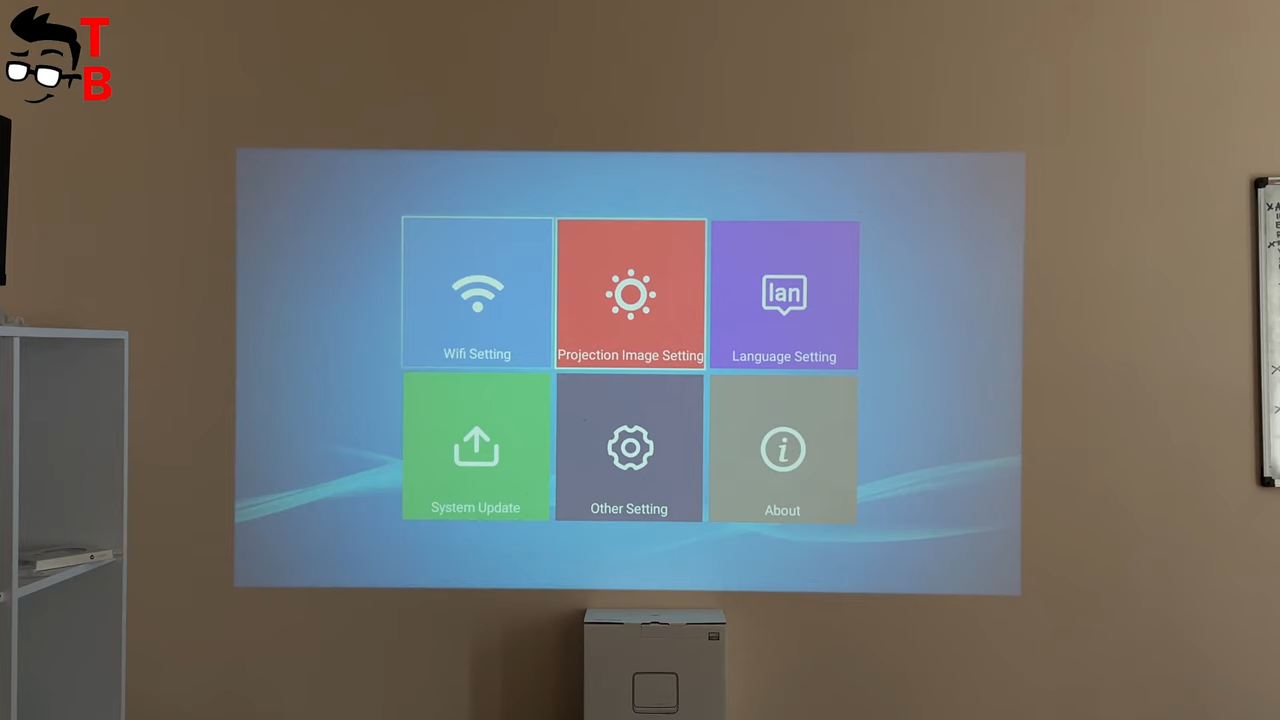 T
B
Wifi Setting
Projection Image Setting
lan
Language Setting
System Update
Other Setting
i
About